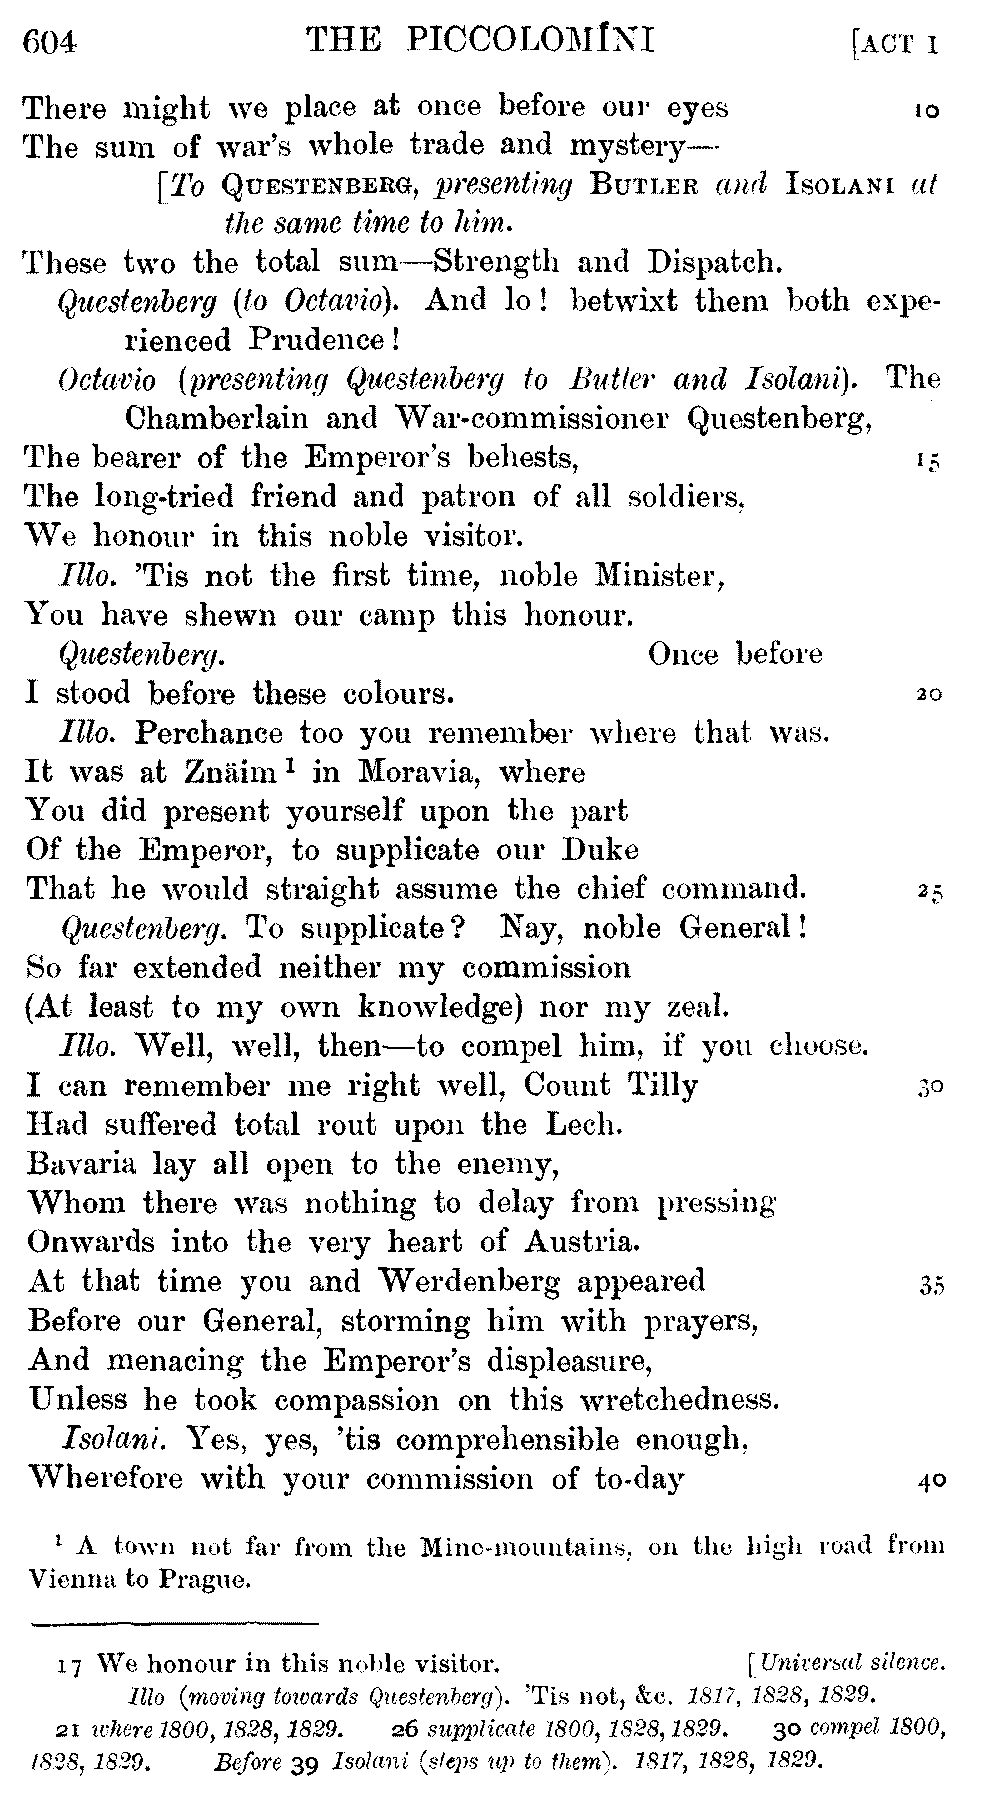 604 THE PICCOLOMÍNI [ACT I
There might we place at once before our eyes 10
The sum of war's whole trade and mystery—
[To QUESTENBERG, presenting BUTLER and ISOLANI at
the same time to him.
These two the total sum—Strength and Dispatch.
Questenberg (to Octavio). And lo! betwixt them both expe-
rienced Prudence!
Octavio (presenting Questenberg to Butler and Isolani). The
Chamberlain and War-commissioner Questenberg,
The bearer of the Emperor's behests, 15
The long-tried friend and patron of all soldiers,
We honour in this noble visitor.
Illo. 'Tis not the first time, noble Minister,
You have shewn our camp this honour.
Questenberg. Once before
I stood before these colours. 20
Illo. Perchance too you remember where that was.
It was at Znäim ¹ in Moravia, where
You did present yourself upon the part
Of the Emperor, to supplicate our Duke
That he would straight assume the chief command. 25
Questenberg. To supplicate? Nay, noble General!
So far extended neither my commission
(At least to my own knowledge) nor my zeal.
Illo. Well, well, then—to compel him, if you choose.
I can remember me right well, Count Tilly 30
Had suffered total rout upon the Lech.
Bavaria lay all open to the enemy,
Whom there was nothing to delay from pressing
Onwards into the very heart of Austria.
At that time you and Werdenberg appeared 35
Before our General, storming him with prayers,
And menacing the Emperor's displeasure,
Unless he took compassion on this wretchedness.
Isolani. Yes, yes, 'tis comprehensible enough,
Wherefore with your commission of to-day 40
¹ A town not far from the Mine-mountains, on the high road from
Vienna to Prague.
17 We honour in this noble visitor. [Universal silence.
Illo (moving towards Questenberg). 'Tis not, &c. 1817, 1828, 1829.
21 where 1800, 1828, 1829. 26 supplicate 1800, 1828, 1829. 30 compel 1800,
1828, 1829. Before 39 Isolani (steps up to them). 1817, 1828, 1829.